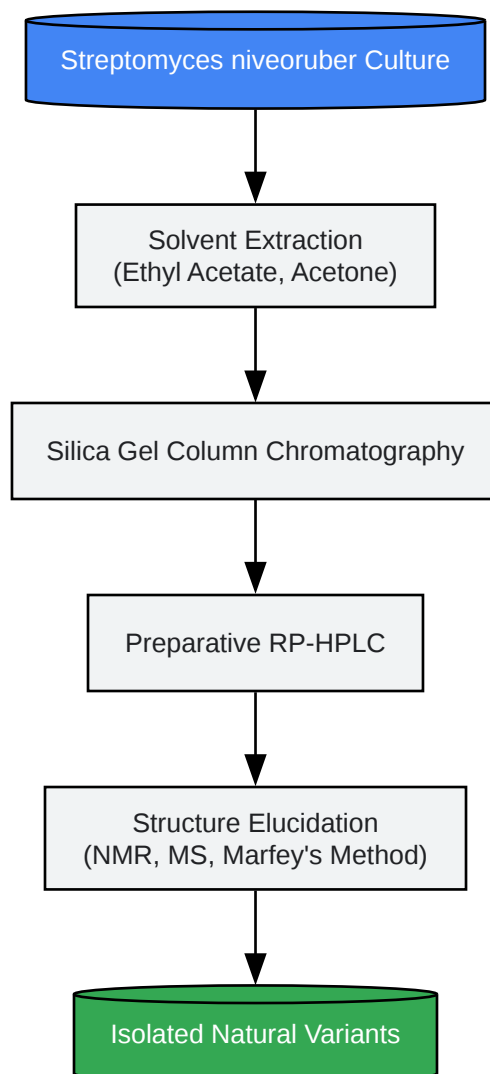 Streptomyces niveoruber Culture
Solvent Extraction
(Ethyl Acetate, Acetone)
Silica Gel Column Chromatography
Preparative RP-HPLC
Structure Elucidation
(NMR, MS, Marfey's Method)
Isolated Natural Variants